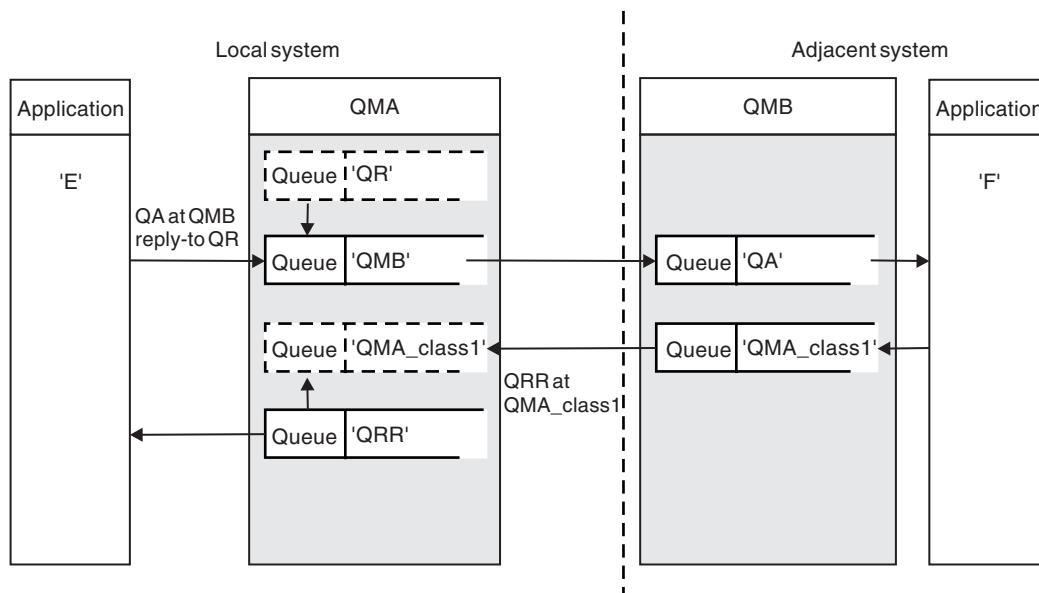 Local system
Adjacent system
Application
QMA
QMB
Application
'E'
Queue 'QR'
'F'
QA at QMB
reply-to QR
Queue 'QMB'
Queue 'QA'
Queue 'QMA_class1'
Queue 'QMA_class1'
QRR at
QMA_class1
Queue 'QRR'